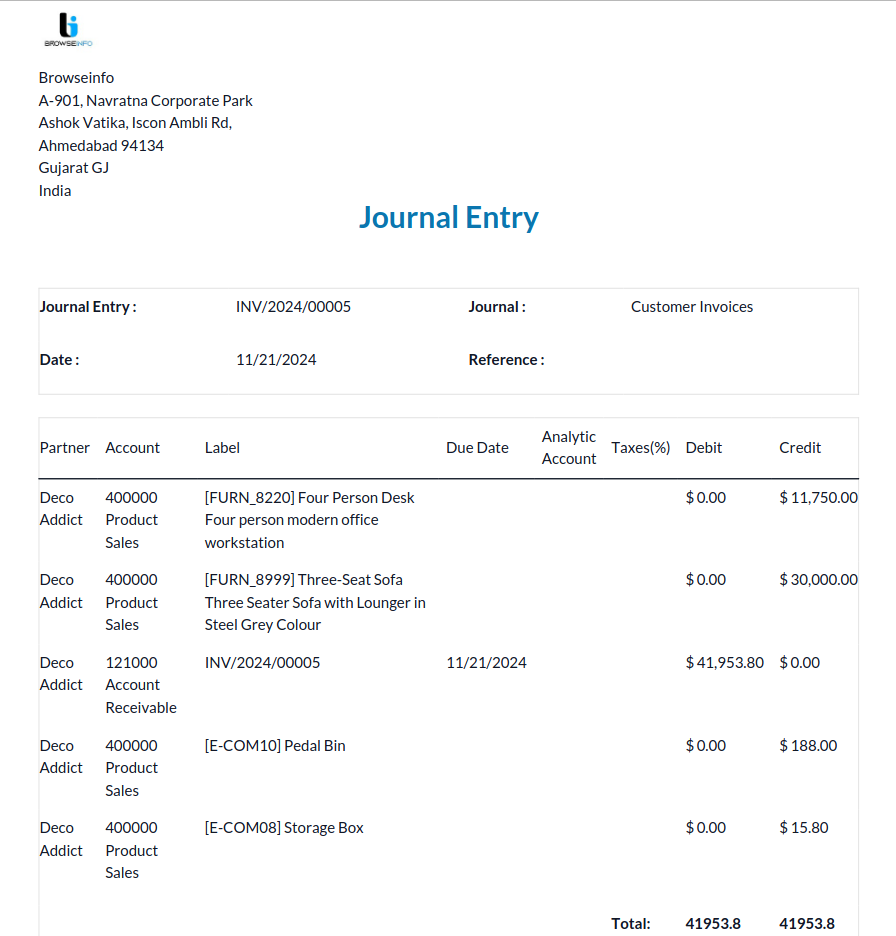 BROWSEINFO
Browseinfo
A-901, Navratna Corporate Park
Ashok Vatika, Iscon Ambli Rd,
Ahmedabad 94134
Gujarat GJ
India
Journal Entry
Journal Entry : INV/2024/00005 Journal : Customer Invoices
Date : 11/21/2024 Reference :
Partner Account Label Due Date Analytic Account Taxes(%) Debit Credit
Deco Addict 400000 Product Sales [FURN_8220] Four Person Desk $ 0.00 $ 11,750.00
Four person modern office
workstation
Deco Addict 400000 Product Sales [FURN_8999] Three-Seat Sofa $ 0.00 $ 30,000.00
Three Seater Sofa with Lounger in
Steel Grey Colour
Deco Addict 121000 Account Receivable INV/2024/00005 11/21/2024 $ 41,953.80 $ 0.00
Deco Addict 400000 Product Sales [E-COM10] Pedal Bin $ 0.00 $ 188.00
Deco Addict 400000 Product Sales [E-COM08] Storage Box $ 0.00 $ 15.80
Total: 41953.8 41953.8